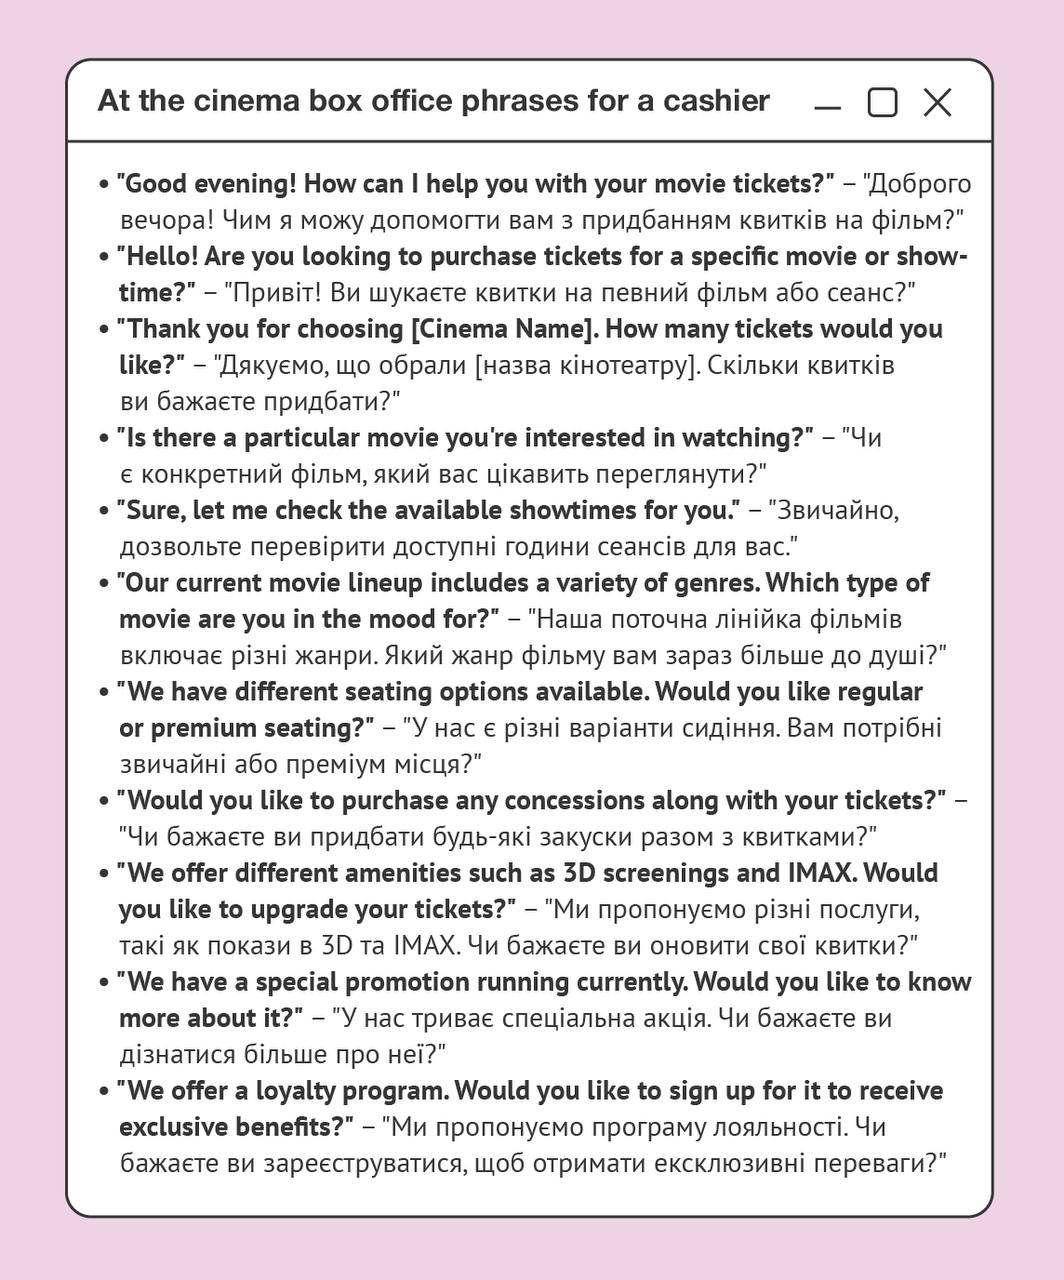 At the cinema box office phrases for a cashier
• "Good evening! How can I help you with your movie tickets?" – "Доброго
вечора! Чим я можу допомогти вам з придбанням квитків на фільм?"
• "Hello! Are you looking to purchase tickets for a specific movie or show-
time?" – "Привіт! Ви шукаєте квитки на певний фільм або сеанс?"
• "Thank you for choosing [Cinema Name]. How many tickets would you
like?" – "Дякуємо, що обрали [назва кінотеатру]. Скільки квитків
ви бажаєте придбати?"
• "Is there a particular movie you're interested in watching?" – "Чи
є конкретний фільм, який вас цікавить переглянути?"
• "Sure, let me check the available showtimes for you." – "Звичайно,
дозвольте перевірити доступні години сеансів для вас."
• "Our current movie lineup includes a variety of genres. Which type of
movie are you in the mood for?" – "Наша поточна лінійка фільмів
включає різні жанри. Який жанр фільму вам зараз більше до душі?"
• "We have different seating options available. Would you like regular
or premium seating?" – "У нас є різні варіанти сидіння. Вам потрібні
звичайні або преміум місця?"
• "Would you like to purchase any concessions along with your tickets?" –
"Чи бажаєте ви придбати будь-які закуски разом з квитками?"
• "We offer different amenities such as 3D screenings and IMAX. Would
you like to upgrade your tickets?" – "Ми пропонуємо різні послуги,
такі як покази в 3D та IMAX. Чи бажаєте ви оновити свої квитки?"
• "We have a special promotion running currently. Would you like to know
more about it?" – "У нас триває спеціальна акція. Чи бажаєте ви
дізнатися більше про неї?"
• "We offer a loyalty program. Would you like to sign up for it to receive
exclusive benefits?" – "Ми пропонуємо програму лояльності. Чи
бажаєте ви зареєструватися, щоб отримати ексклюзивні переваги?"